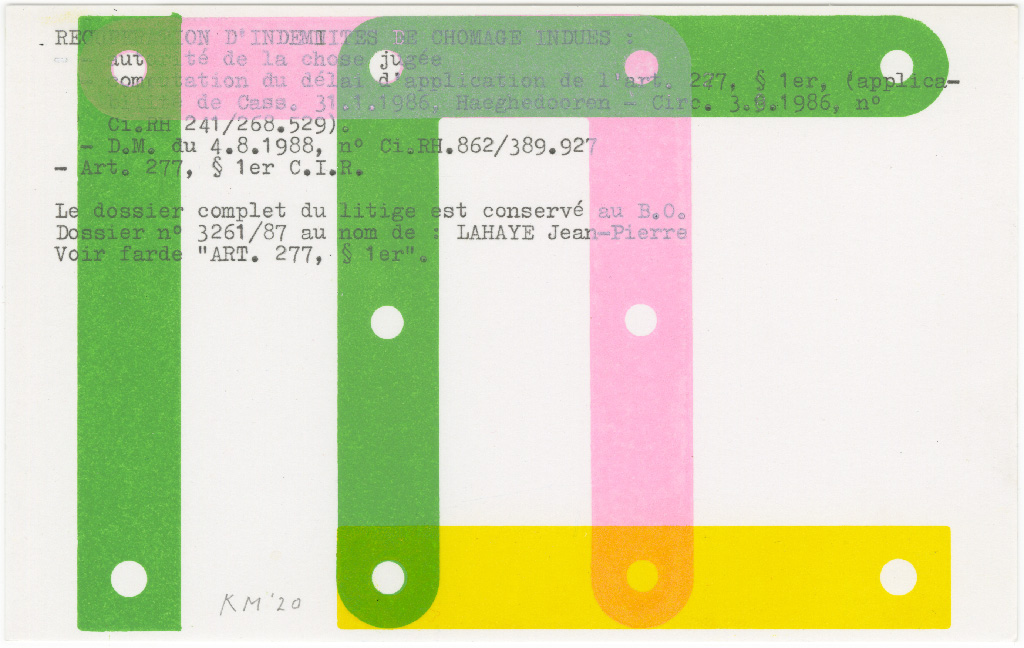 RECUPERATION D'INDEMNITES DE CHOMAGE INDUES :
- autorité de la chose jugée
- computation du délai d'application de l'art. 277, § 1er, (applica-
bilité de Cass. 31.1.1986. Haeghedooren - Circ. 3.9.1986, n°
Ci.RH 241/268.529).
- D.M. du 4.8.1988, n° Ci.RH.862/389.927
- Art. 277, § 1er C.I.R.
Le dossier complet du litige est conservé au B.O.
Dossier n° 3261/87 au nom de : LAHAYE Jean-Pierre
Voir farde "ART. 277, § 1er".
KM '20